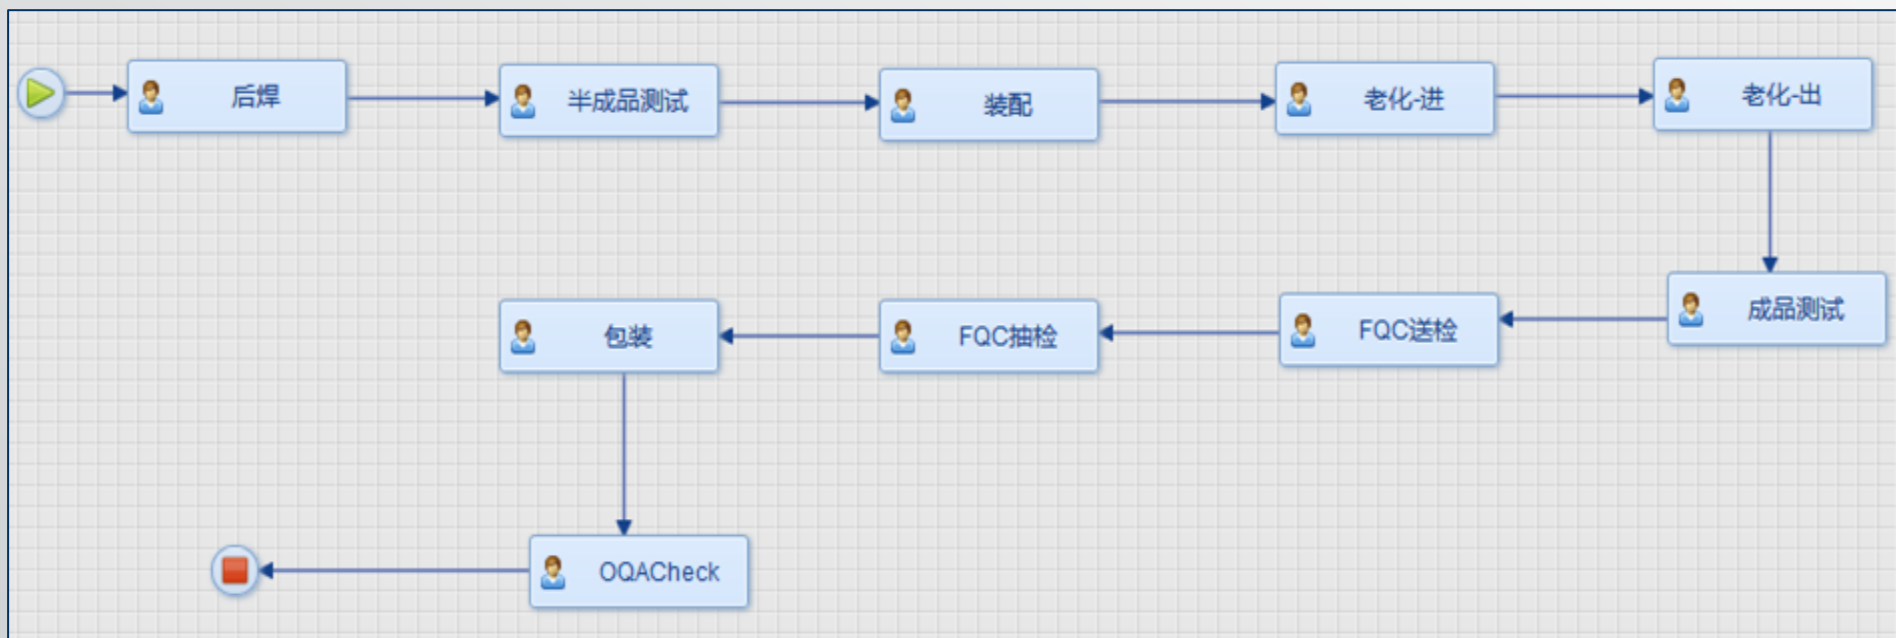 后焊
半成品测试
装配
老化-进
老化-出
成品测试
FQC送检
FQC抽检
包装
OQACheck